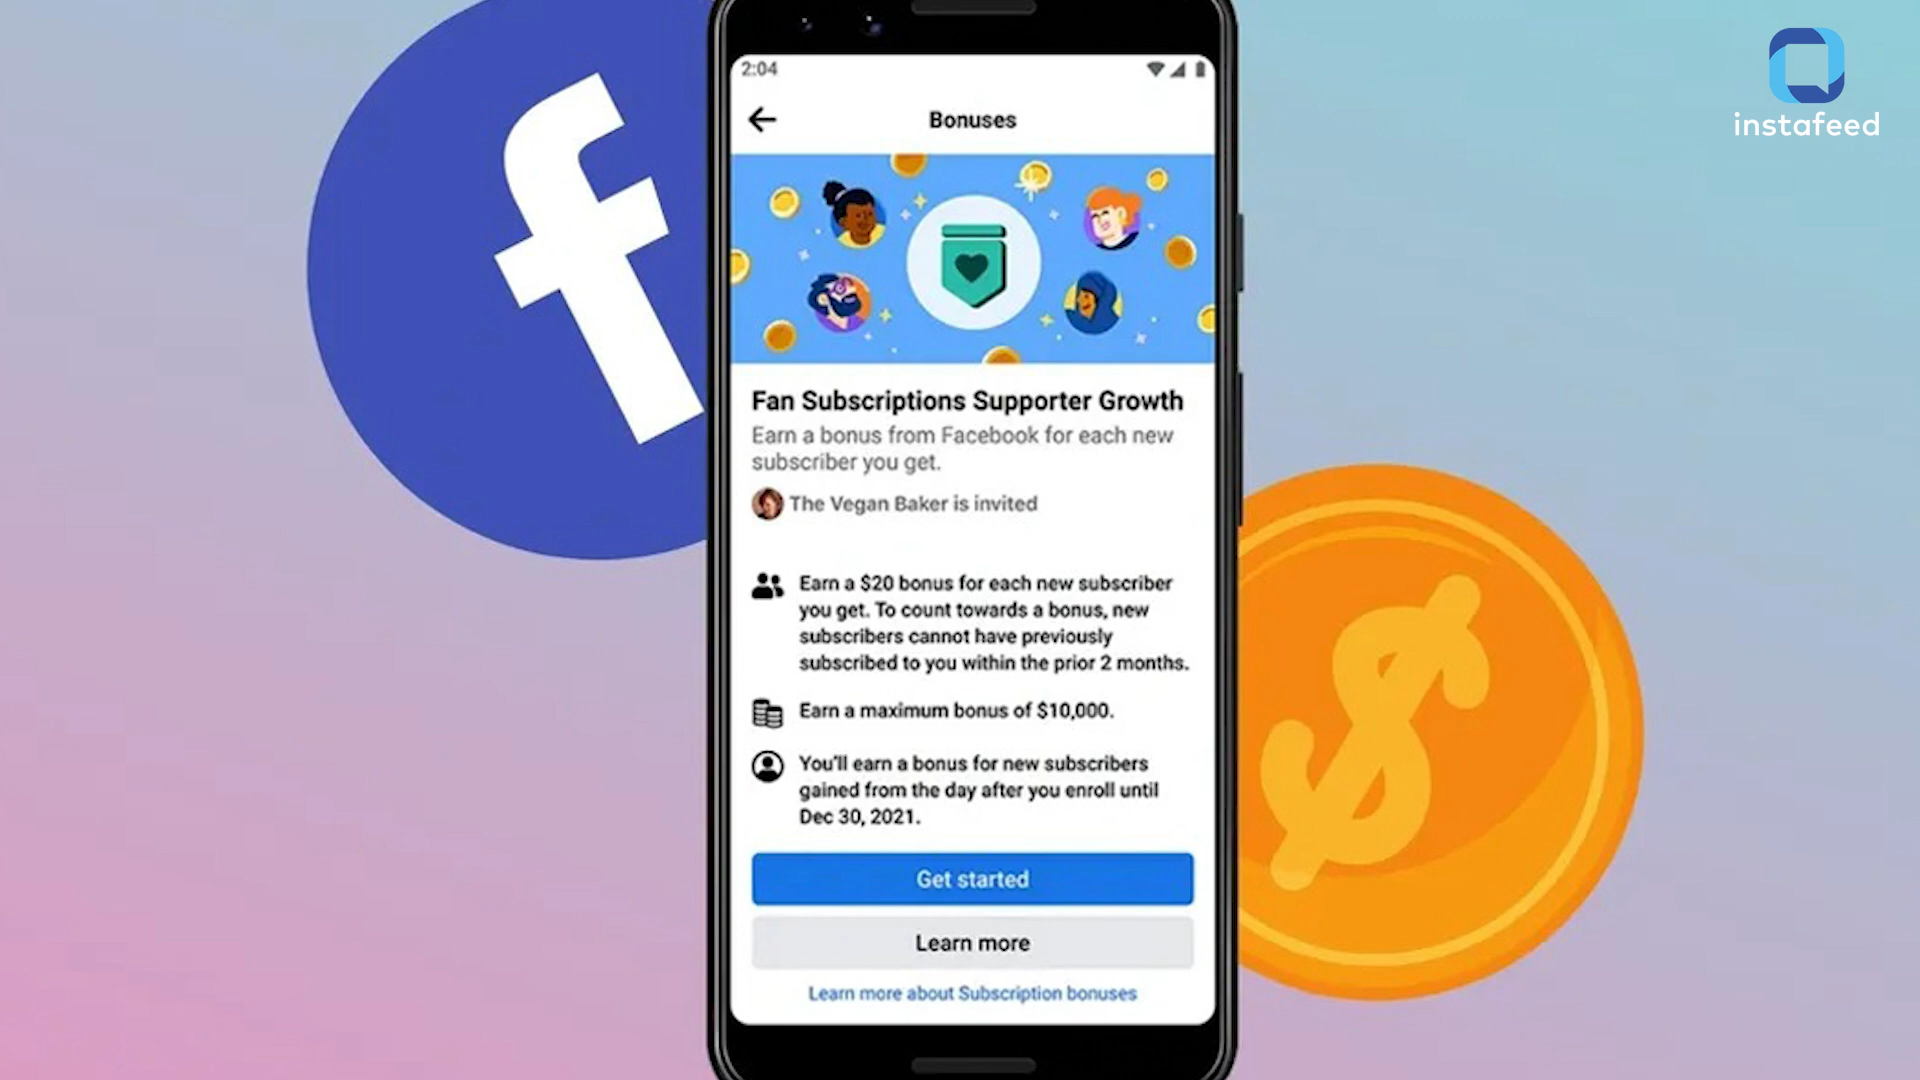 instafeed
2:04
Bonuses
Fan Subscriptions Supporter Growth
Earn a bonus from Facebook for each new
subscriber you get.
The Vegan Baker is invited
Earn a $20 bonus for each new subscriber
you get. To count towards a bonus, new
subscribers cannot have previously
subscribed to you within the prior 2 months.
Earn a maximum bonus of $10,000.
You'll earn a bonus for new subscribers
gained from the day after you enroll until
Dec 30, 2021.
Get started
Learn more
Learn more about Subscription bonuses